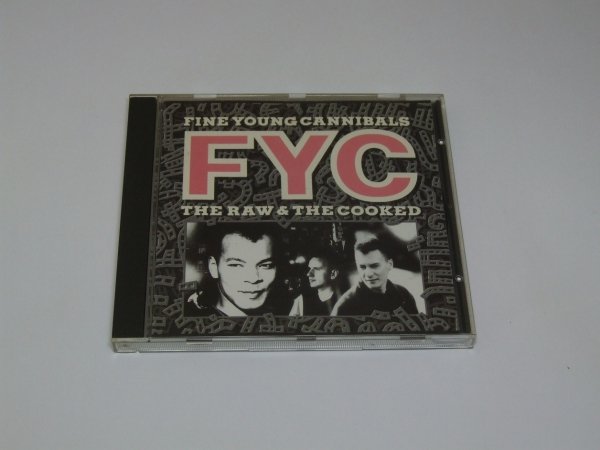 FINE YOUNG CANNIBALS
FYC
THE RAW & THE COOKED